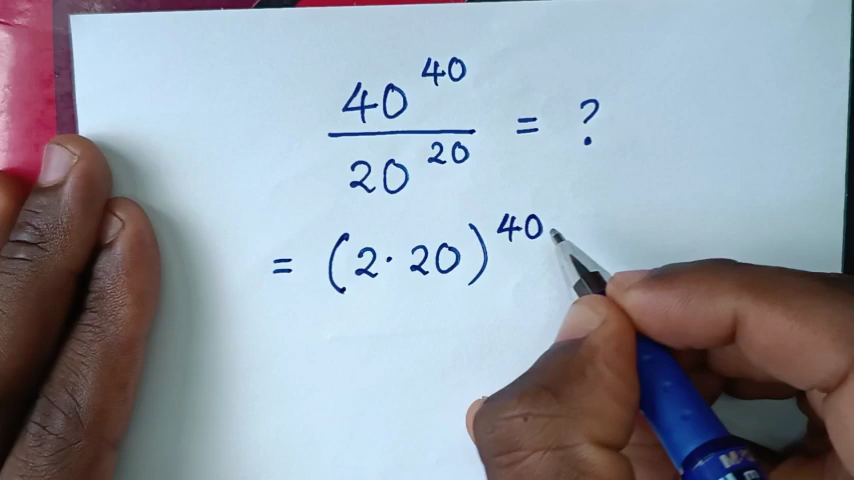 40^40 / 20^20 = ?
= (2·20)^40